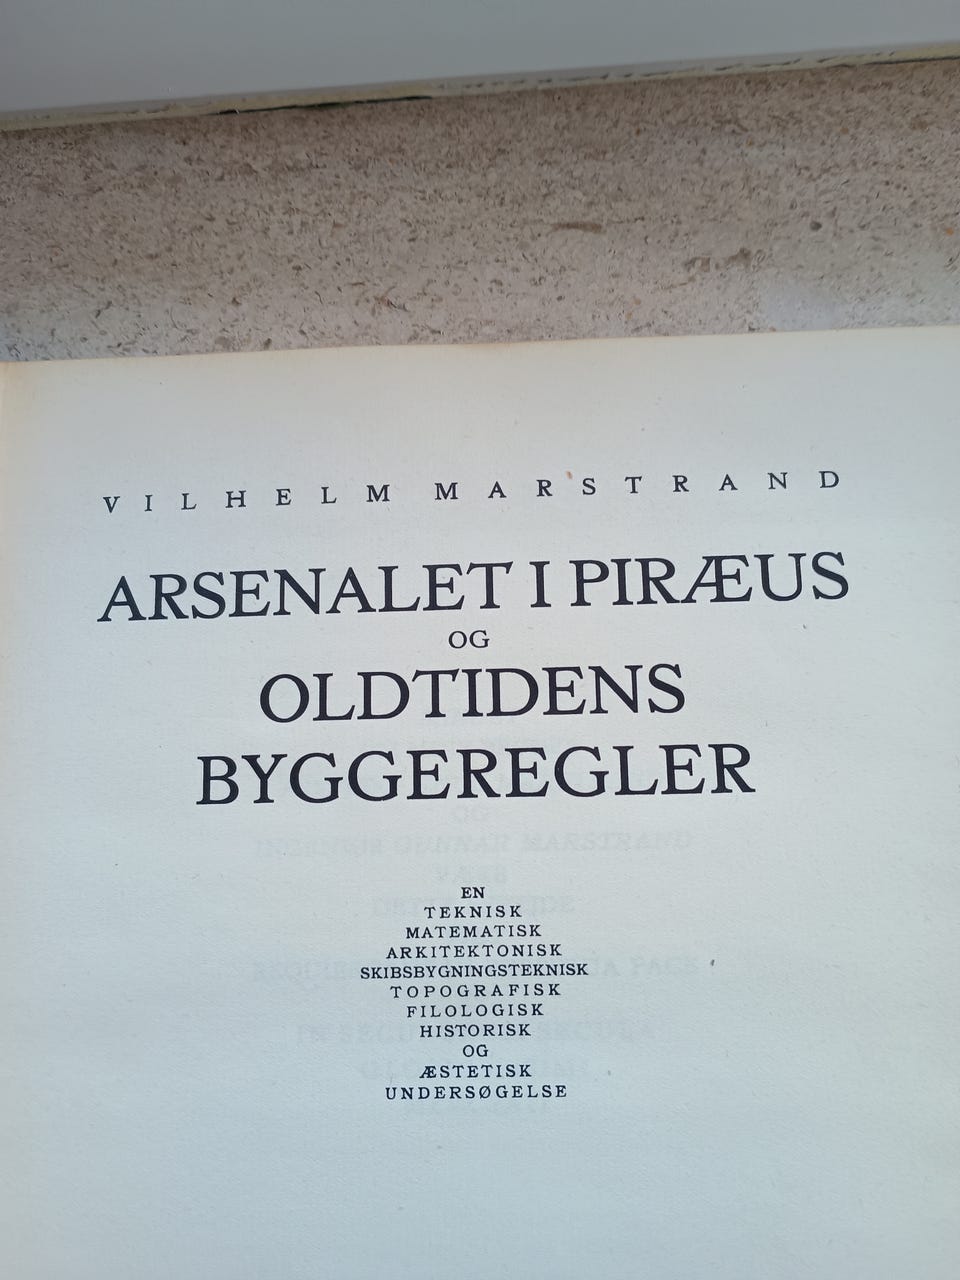 VILHELM MARSTRAND
ARSENALET I PIRÆUS
OG
OLDTIDENS
BYGGEREGLER
EN
TEKNISK
MATEMATISK
ARKITEKTONISK
SKIBSBYGNINGSTEKNISK
TOPOGRAFISK
FILOLOGISK
HISTORISK
OG
ÆSTETISK
UNDERSØGELSE